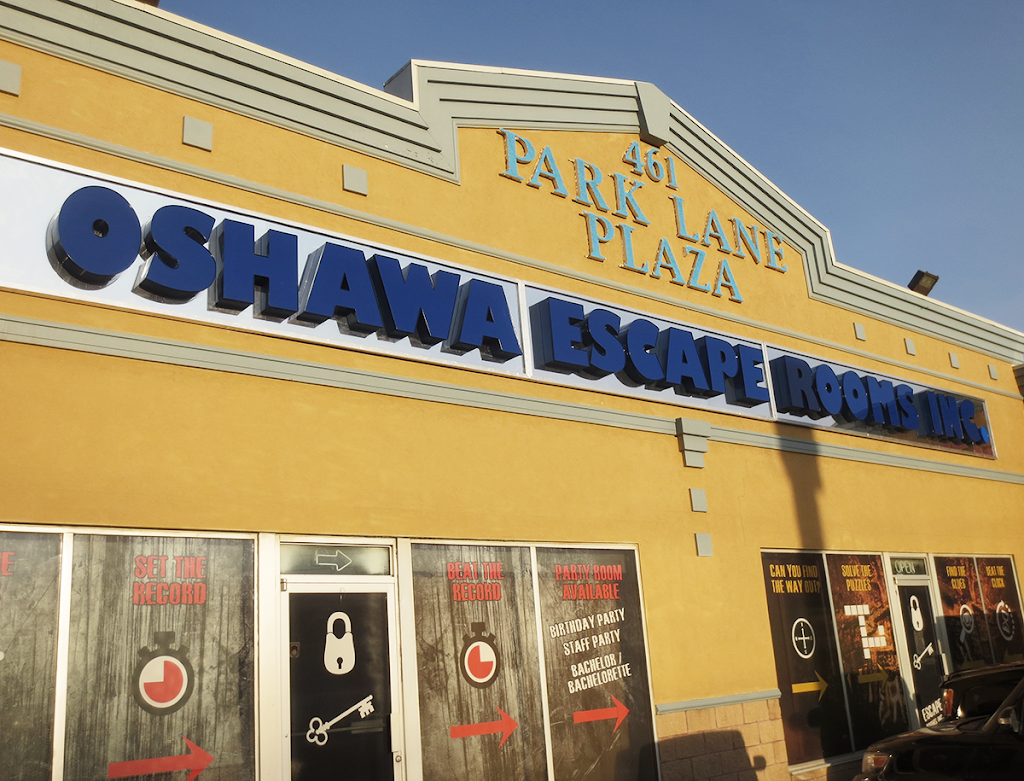 461
PARK LANE
PLAZA
OSHAWA ESCAPE ROOMS INC.
SET THE
RECORD
BEAT THE
RECORD
PARTY ROOM
AVAILABLE
BIRTHDAY PARTY
STAFF PARTY
BACHELOR /
BACHELORETTE
CAN YOU FIND
THE WAY OUT?
SOLVE THE
PUZZLES
OPEN
ESCAPE
FIND THE
CLUES
BEAT THE
CLOCK